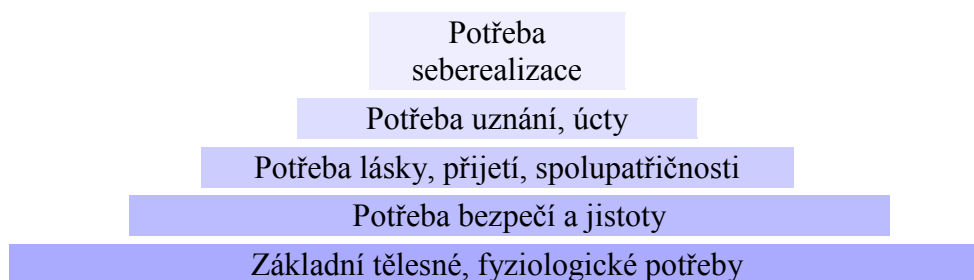 Potřeba
seberealizace
Potřeba uznání, úcty
Potřeba lásky, přijetí, spolupatřičnosti
Potřeba bezpečí a jistoty
Základní tělesné, fyziologické potřeby